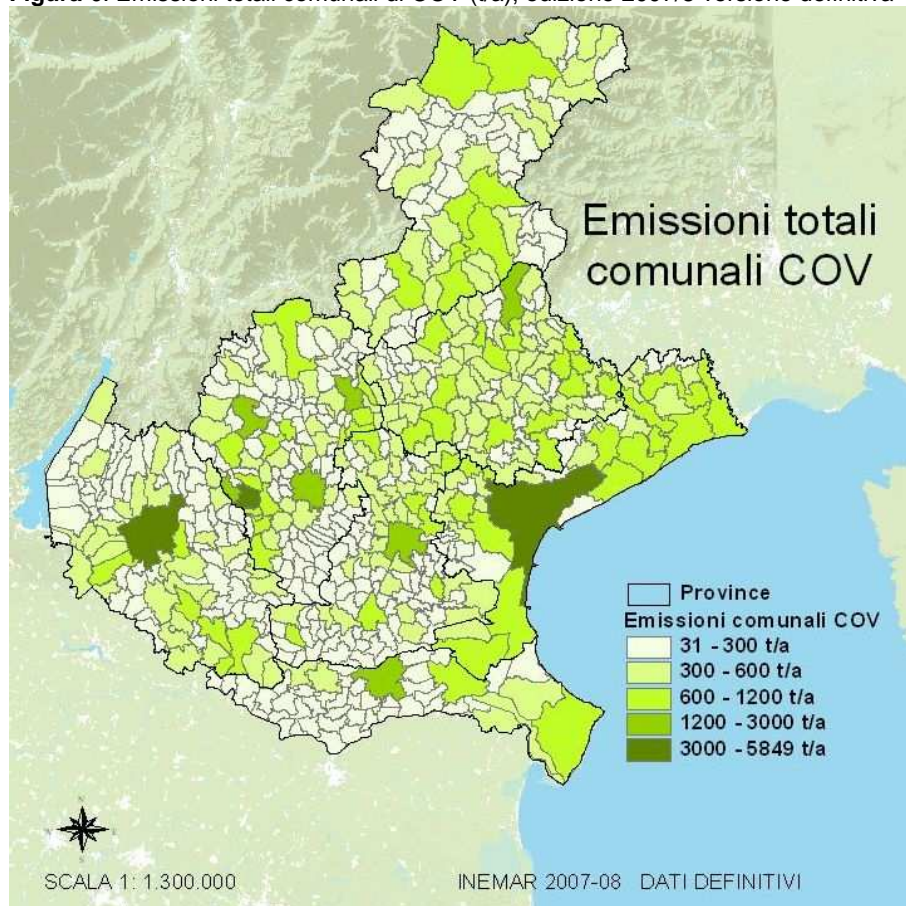 Emissioni totali
comunali COV
Province
Emissioni comunali COV
31 - 300 t/a
300 - 600 t/a
600 - 1200 t/a
1200 - 3000 t/a
3000 - 5849 t/a
SCALA 1: 1.300.000
INEMAR 2007-08 DATI DEFINITIVI